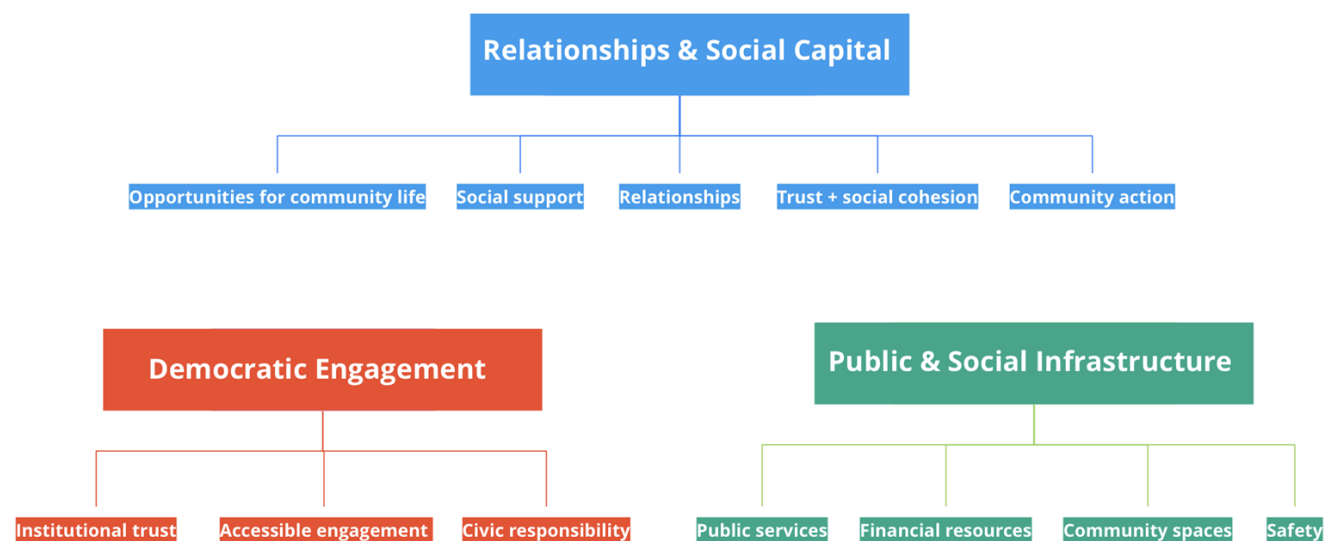 Relationships & Social Capital
Opportunities for community life
Social support
Relationships
Trust + social cohesion
Community action
Democratic Engagement
Institutional trust
Accessible engagement
Civic responsibility
Public & Social Infrastructure
Public services
Financial resources
Community spaces
Safety